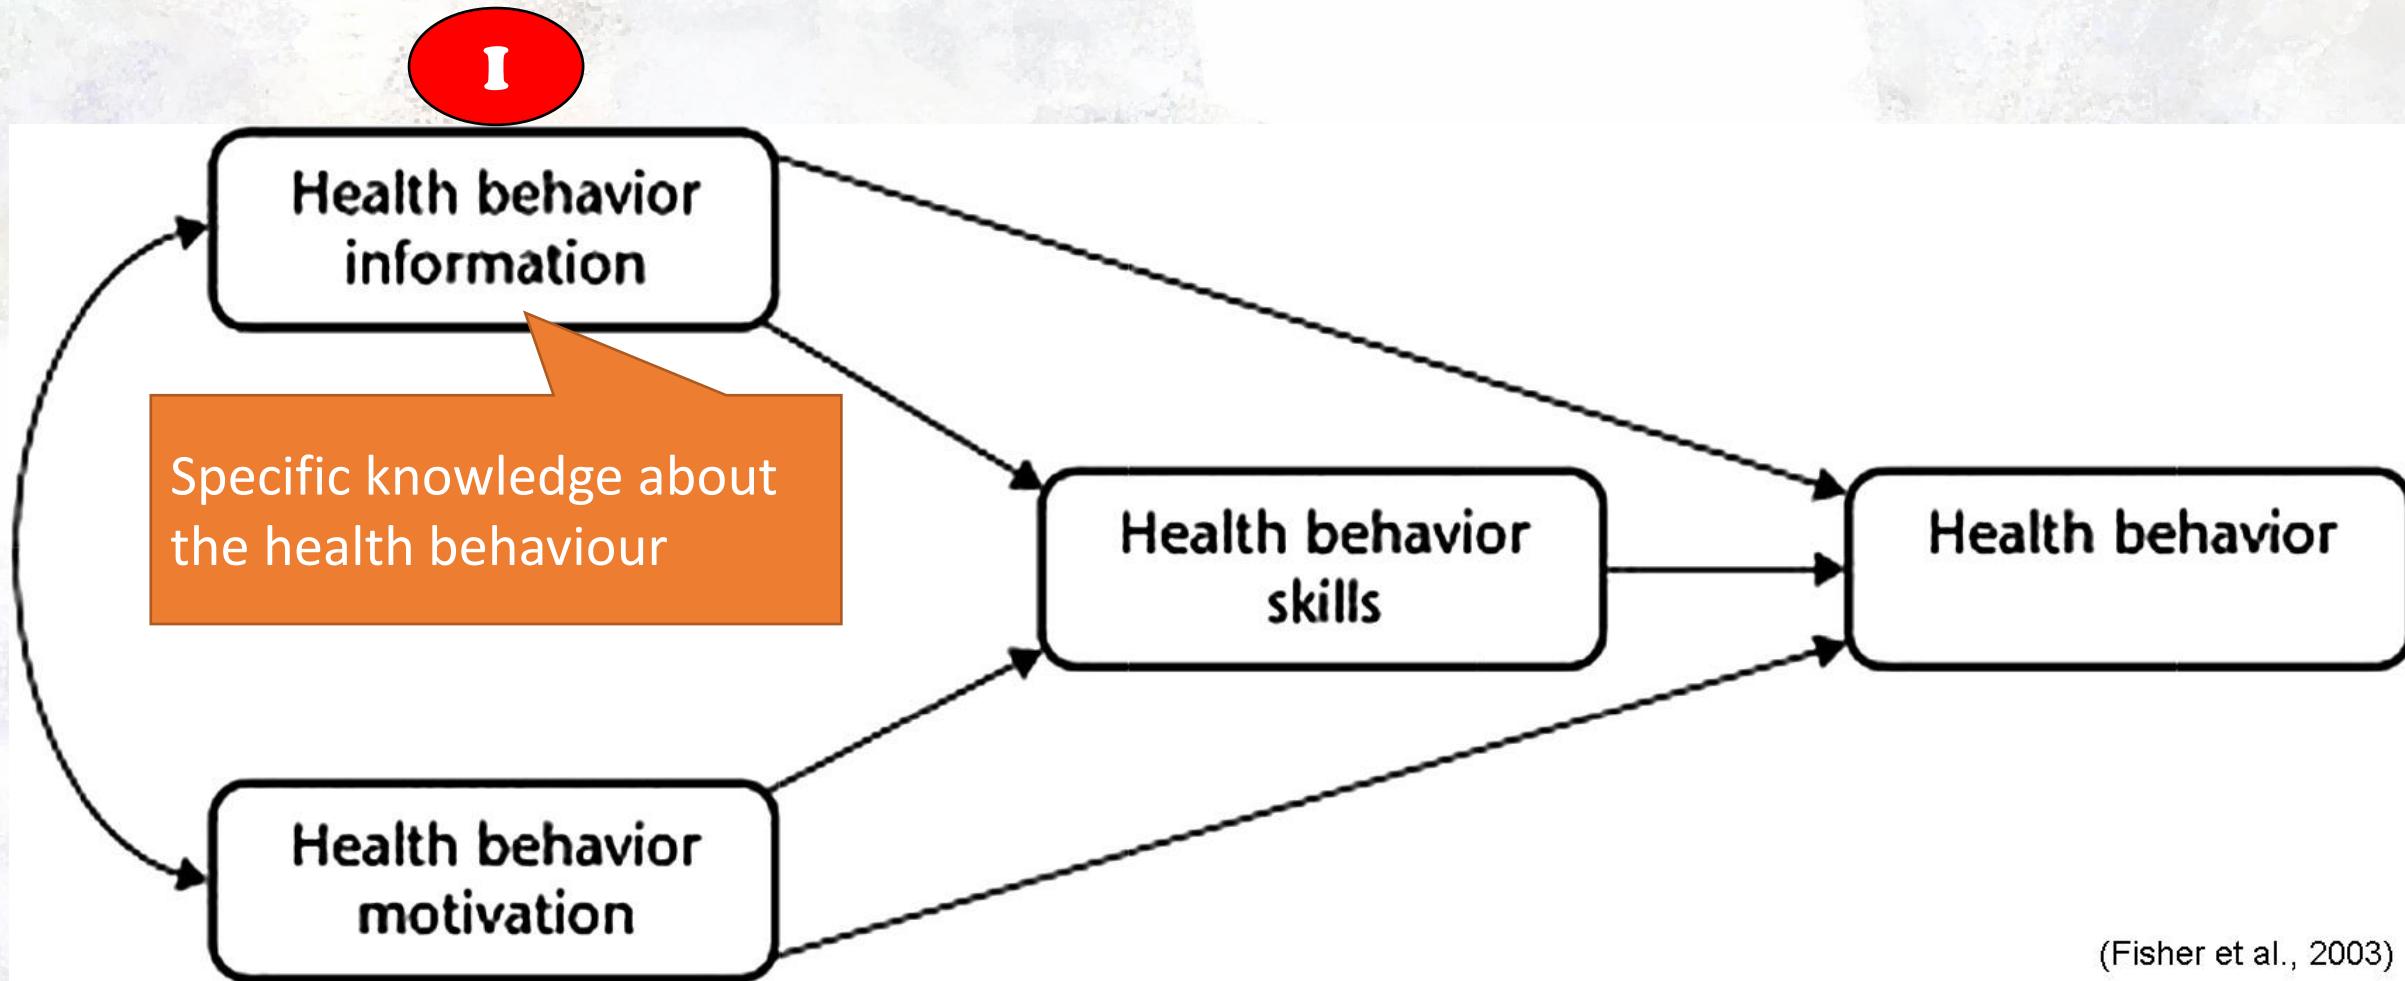 I
Health behavior
information
Specific knowledge about
the health behaviour
Health behavior
skills
Health behavior
Health behavior
motivation
(Fisher et al., 2003)